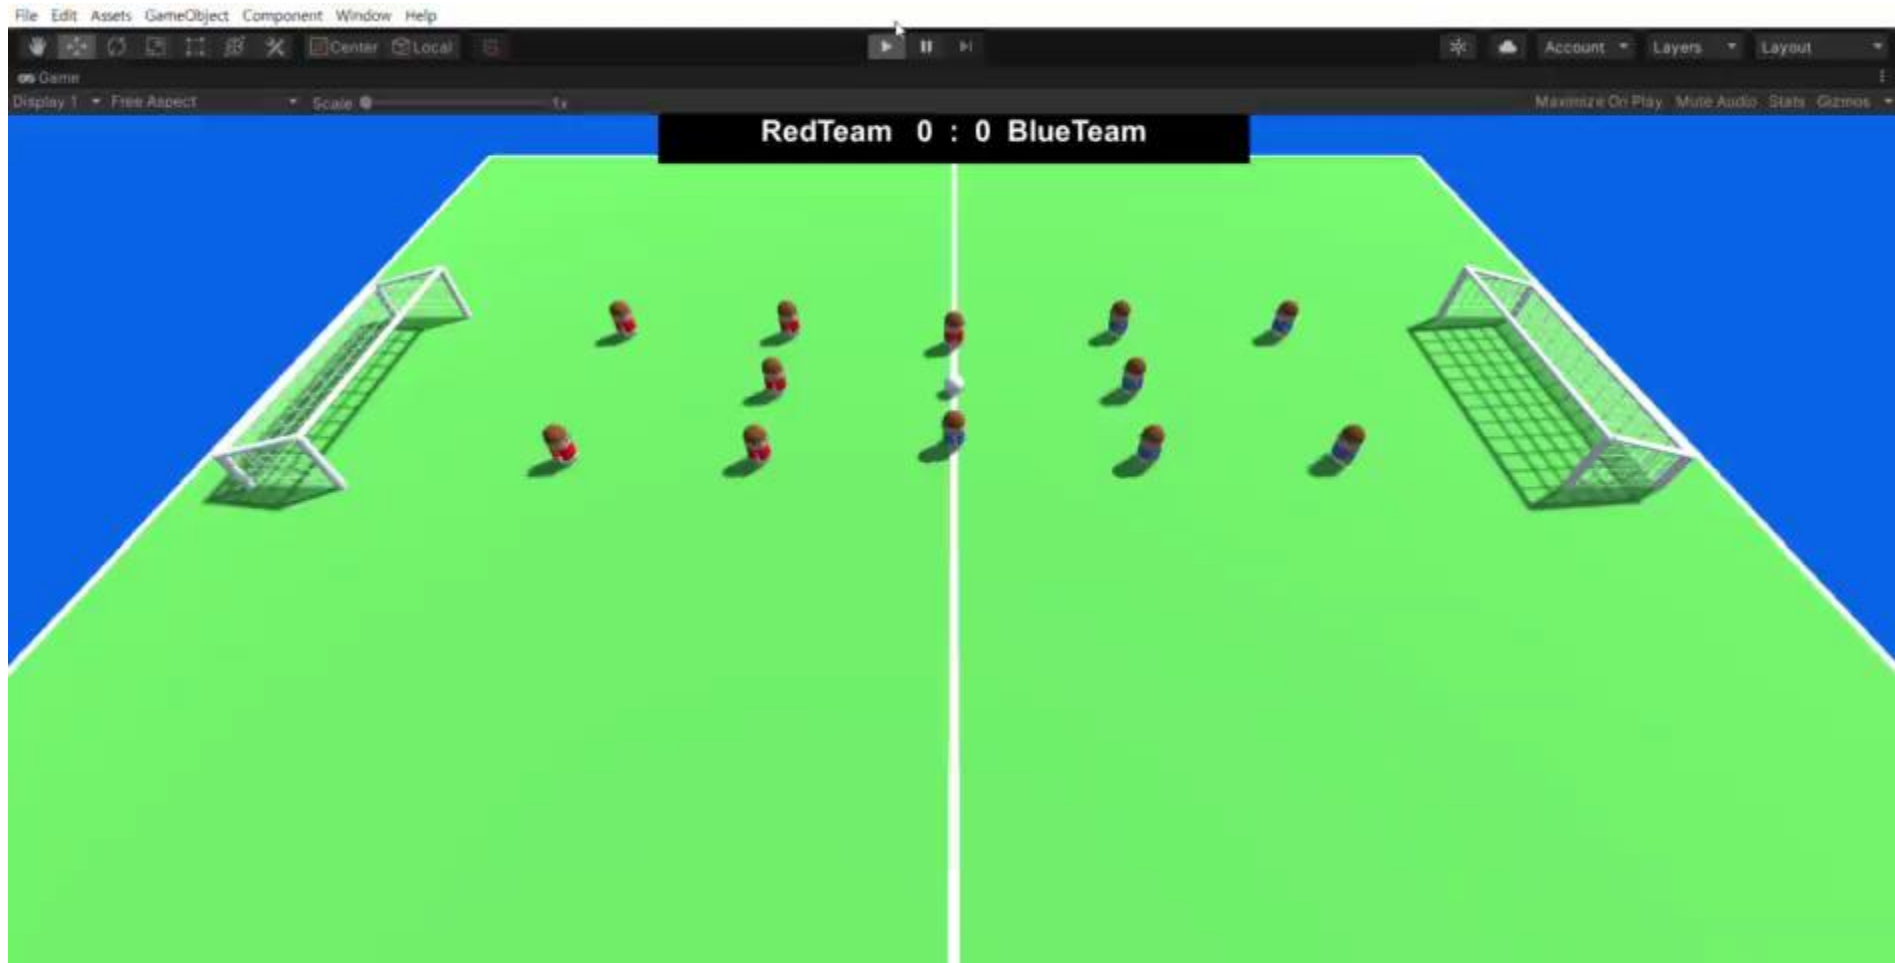 File Edit Assets GameObject Component Window Help
Center Local Account Layers Layout
Game
Display 1 Free Aspect Scale 1x Maximize On Play Mute Audio Stats Gizmos
RedTeam 0 : 0 BlueTeam